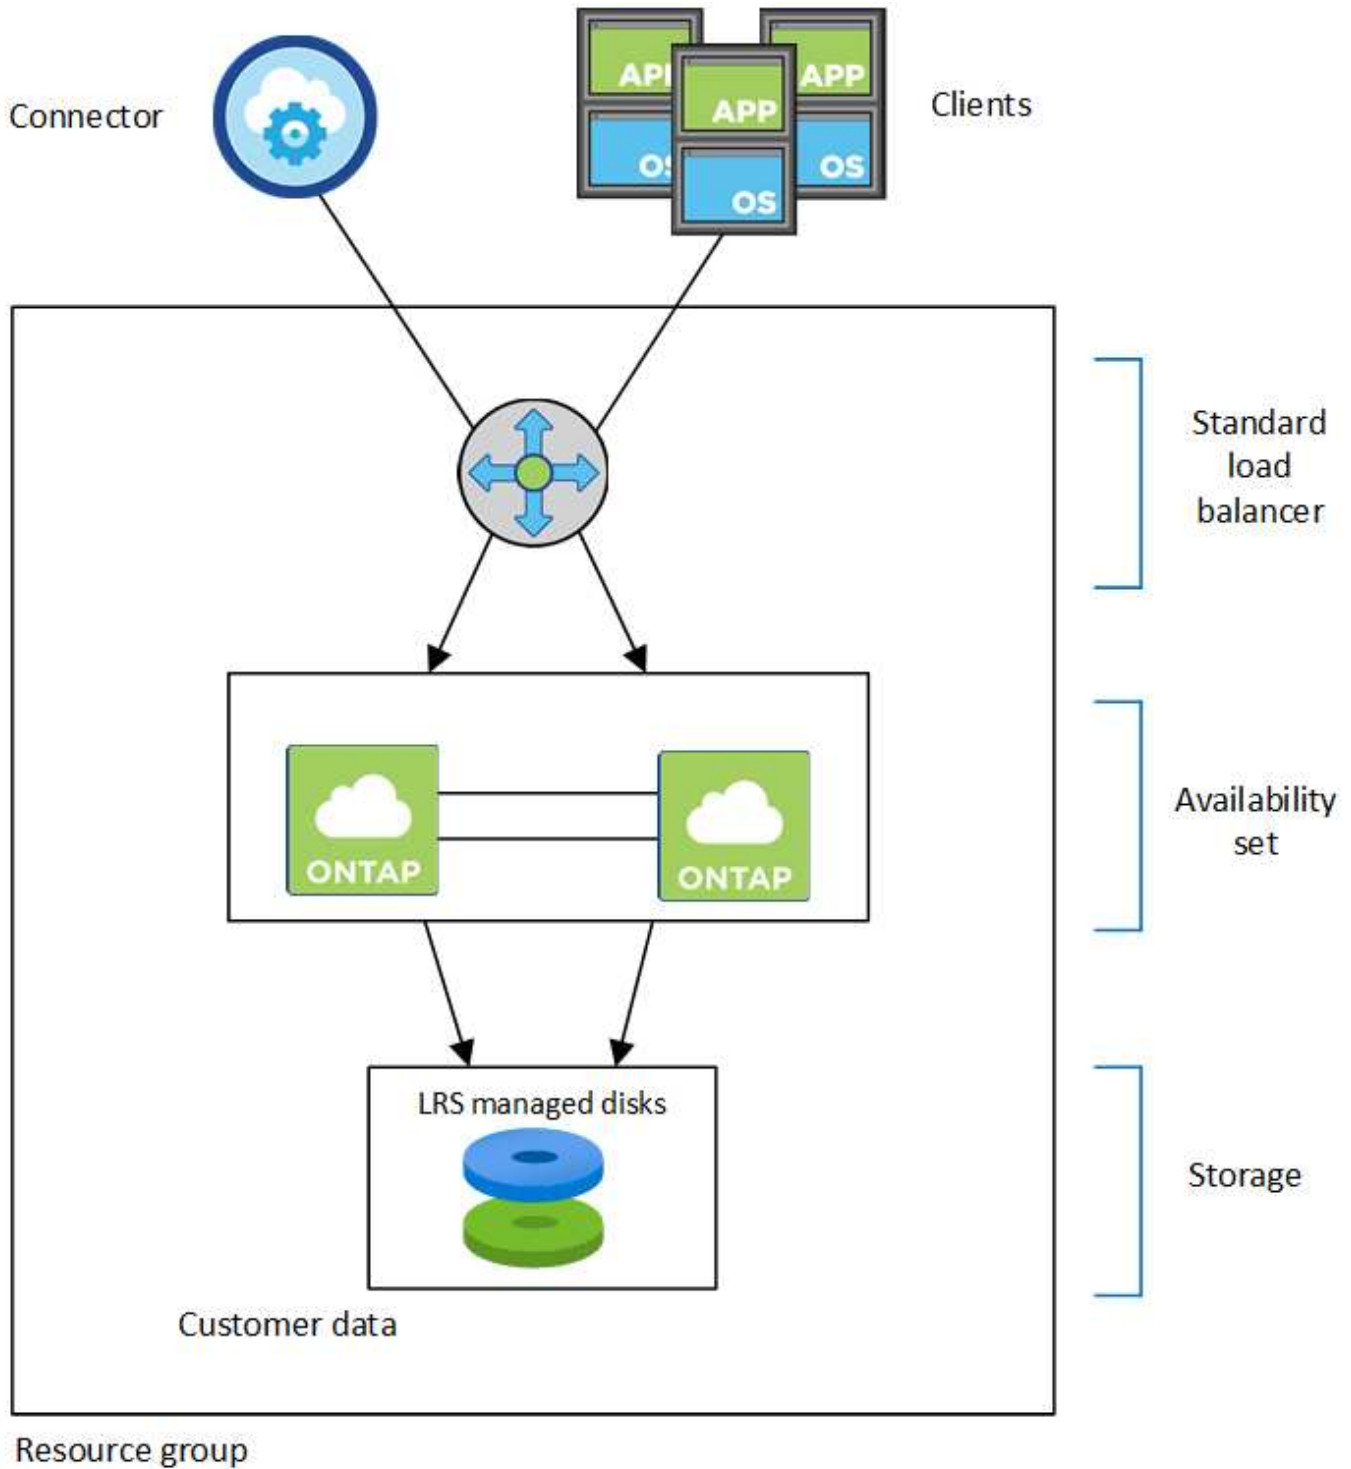 Connector
APP
APP
APP
OS
OS
OS
Clients
Standard
load
balancer
ONTAP
ONTAP
Availability
set
LRS managed disks
Storage
Customer data
Resource group